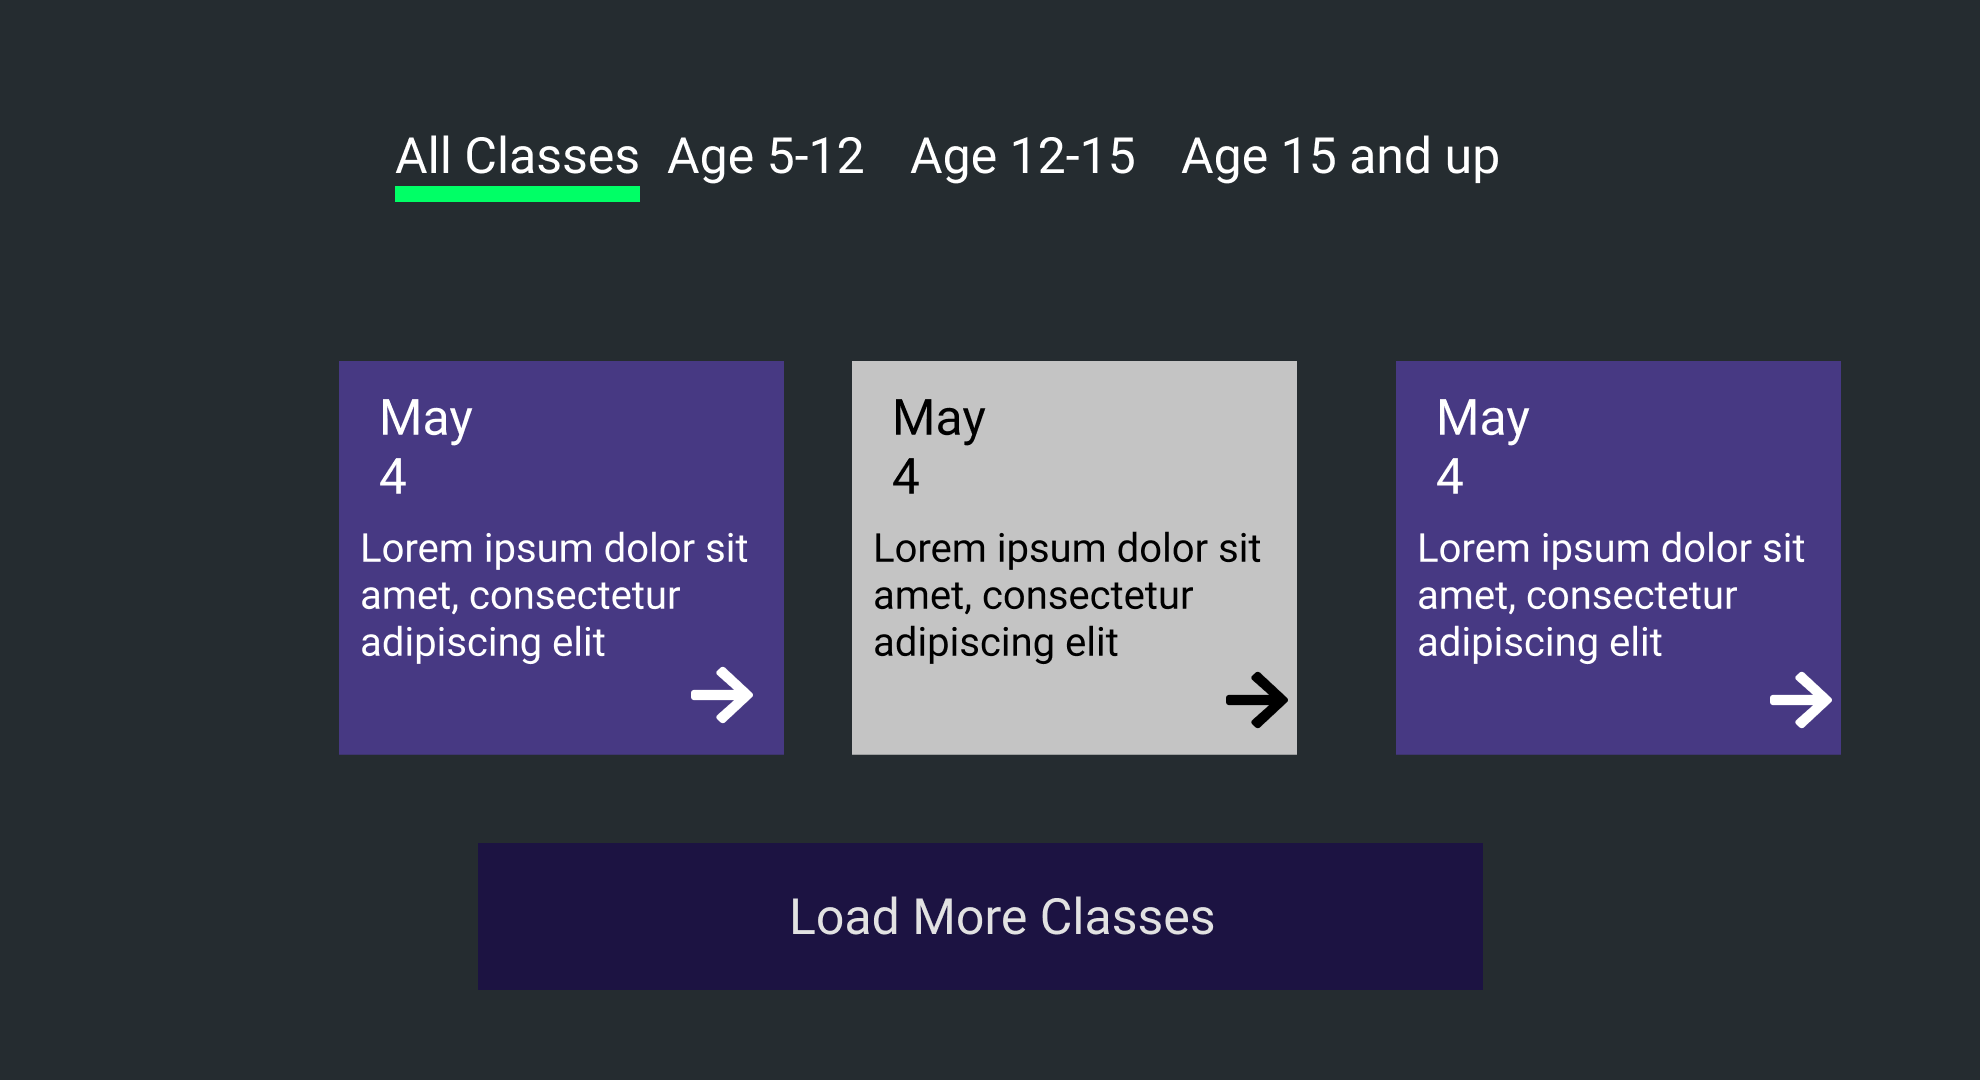 All Classes Age 5-12 Age 12-15 Age 15 and up
May
4
Lorem ipsum dolor sit
amet, consectetur
adipiscing elit
May
4
Lorem ipsum dolor sit
amet, consectetur
adipiscing elit
May
4
Lorem ipsum dolor sit
amet, consectetur
adipiscing elit
Load More Classes